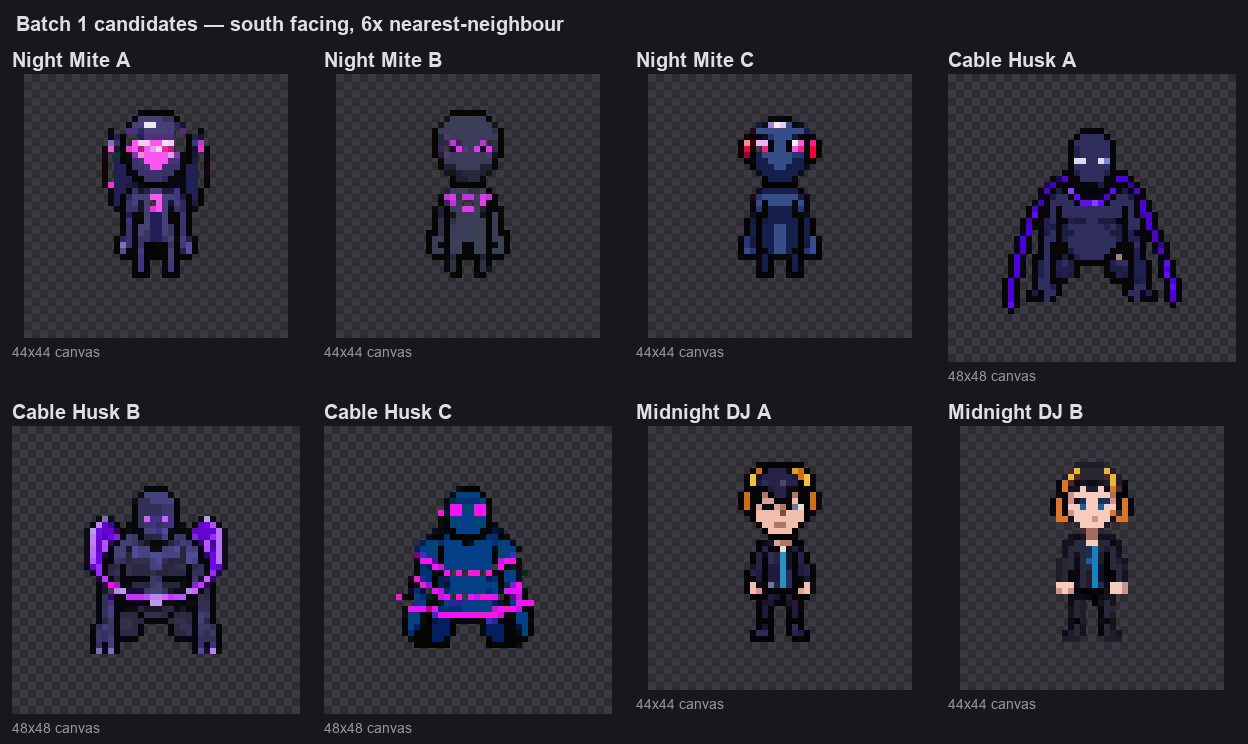 Batch 1 candidates — south facing, 6x nearest-neighbour
Night Mite A
Night Mite B
Night Mite C
Cable Husk A
44x44 canvas
44x44 canvas
44x44 canvas
48x48 canvas
Cable Husk B
Cable Husk C
Midnight DJ A
Midnight DJ B
48x48 canvas
48x48 canvas
44x44 canvas
44x44 canvas